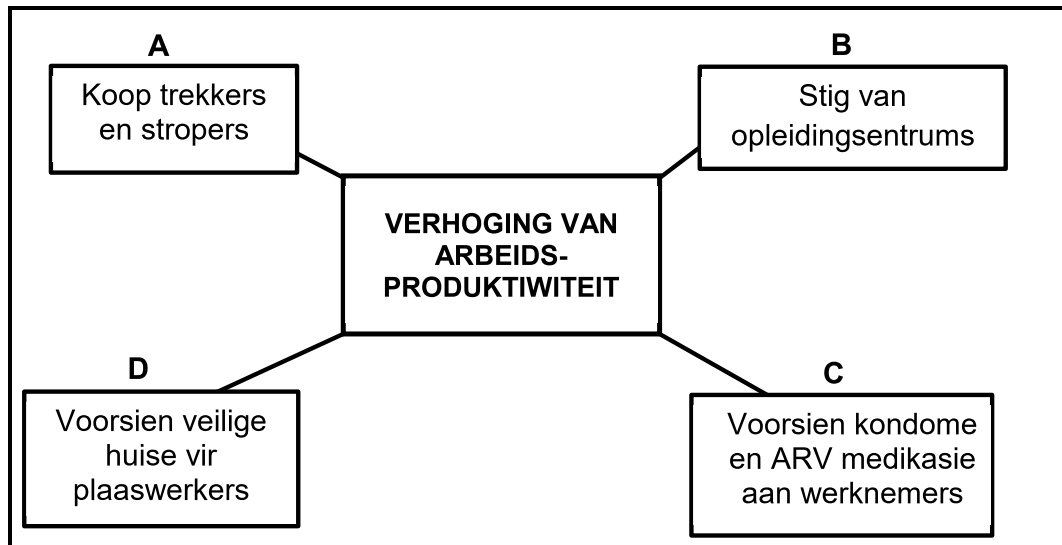 A
Koop trekkers
en stropers
B
Stig van
opleidingsentrums
VERHOGING VAN
ARBEIDS-
PRODUKTIWITEIT
D
Voorsien veilige
huise vir
plaaswerkers
C
Voorsien kondome
en ARV medikasie
aan werknemers